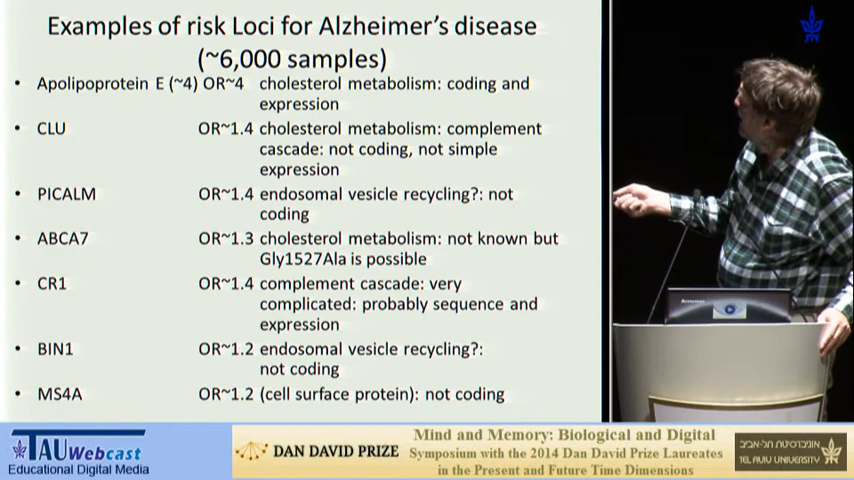 Examples of risk Loci for Alzheimer's disease
(~6,000 samples)
• Apolipoprotein E (~4) OR~4 cholesterol metabolism: coding and
expression
• CLU OR~1.4 cholesterol metabolism: complement
cascade: not coding, not simple
expression
• PICALM OR~1.4 endosomal vesicle recycling?: not
coding
• ABCA7 OR~1.3 cholesterol metabolism: not known but
Gly1527Ala is possible
• CR1 OR~1.4 complement cascade: very
complicated: probably sequence and
expression
• BIN1 OR~1.2 endosomal vesicle recycling?:
not coding
• MS4A OR~1.2 (cell surface protein): not coding
TAU Webcast
Educational Digital Media
DAN DAVID PRIZE
Mind and Memory: Biological and Digital
Symposium with the 2014 Dan David Prize Laureates
in the Present and Future Time Dimensions
אוניברסיטת תל-אביב
TEL AVIV UNIVERSITY